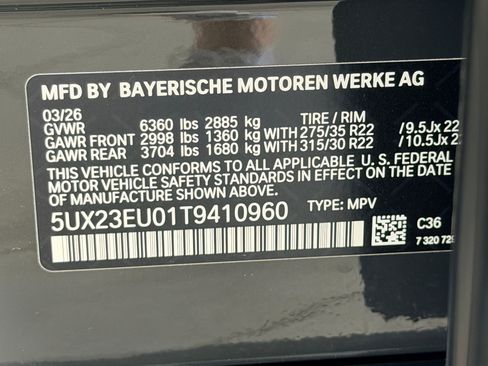 MFD BY BAYERISCHE MOTOREN WERKE AG
03/26
GVWR 6360 lbs 2885 kg TIRE / RIM
GAWR FRONT 2998 lbs 1360 kg WITH 275/35 R22 /9.5Jx 22
GAWR REAR 3704 lbs 1680 kg WITH 315/30 R22 /10.5Jx
THIS VEHICLE CONFORMS TO ALL APPLICABLE U. S. FEDERAL
MOTOR VEHICLE SAFETY STANDARDS IN EFFECT ON THE DATE
OF MANUFACTURE SHOWN ABOVE.
5UX23EU01T9410960 TYPE: MPV
C36
7 320 729